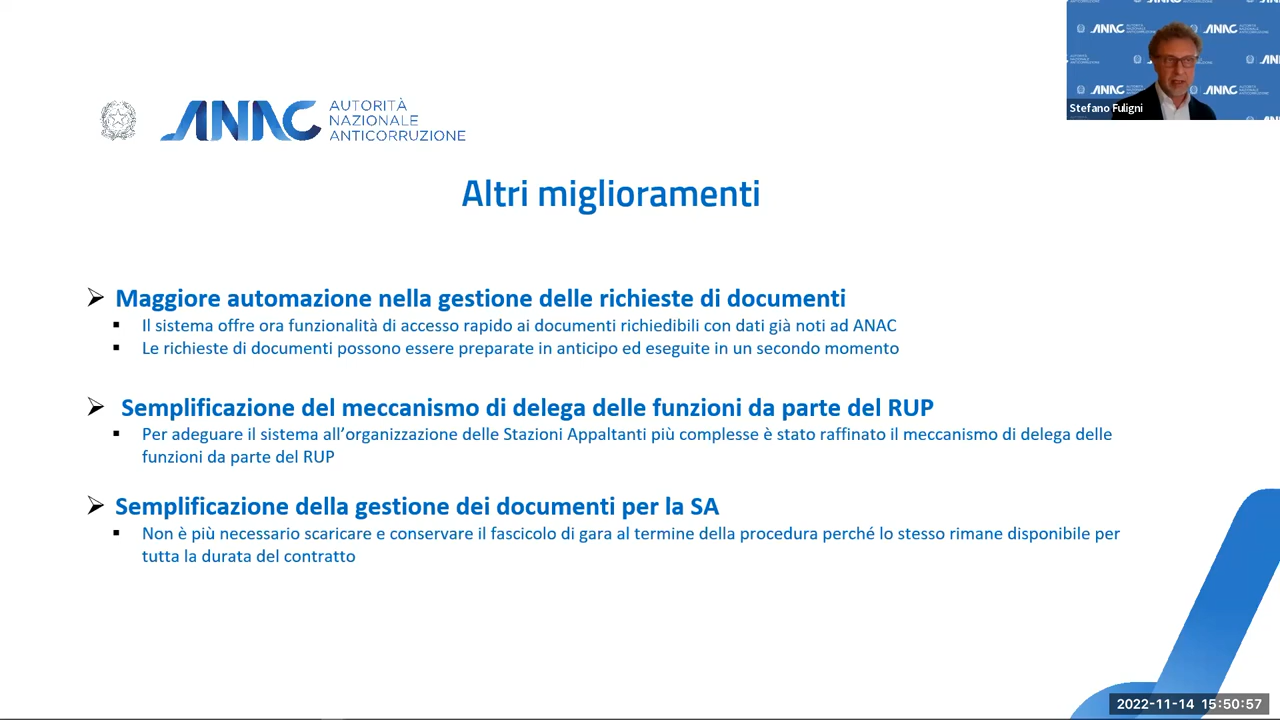 ANAC
AUTORITÀ
NAZIONALE
ANTICORRUZIONE
Stefano Fuligni
Altri miglioramenti
Maggiore automazione nella gestione delle richieste di documenti
Il sistema offre ora funzionalità di accesso rapido ai documenti richiedibili con dati già noti ad ANAC
Le richieste di documenti possono essere preparate in anticipo ed eseguite in un secondo momento
Semplificazione del meccanismo di delega delle funzioni da parte del RUP
Per adeguare il sistema all’organizzazione delle Stazioni Appaltanti più complesse è stato raffinato il meccanismo di delega delle
funzioni da parte del RUP
Semplificazione della gestione dei documenti per la SA
Non è più necessario scaricare e conservare il fascicolo di gara al termine della procedura perché lo stesso rimane disponibile per
tutta la durata del contratto
2022-11-14 15:50:57